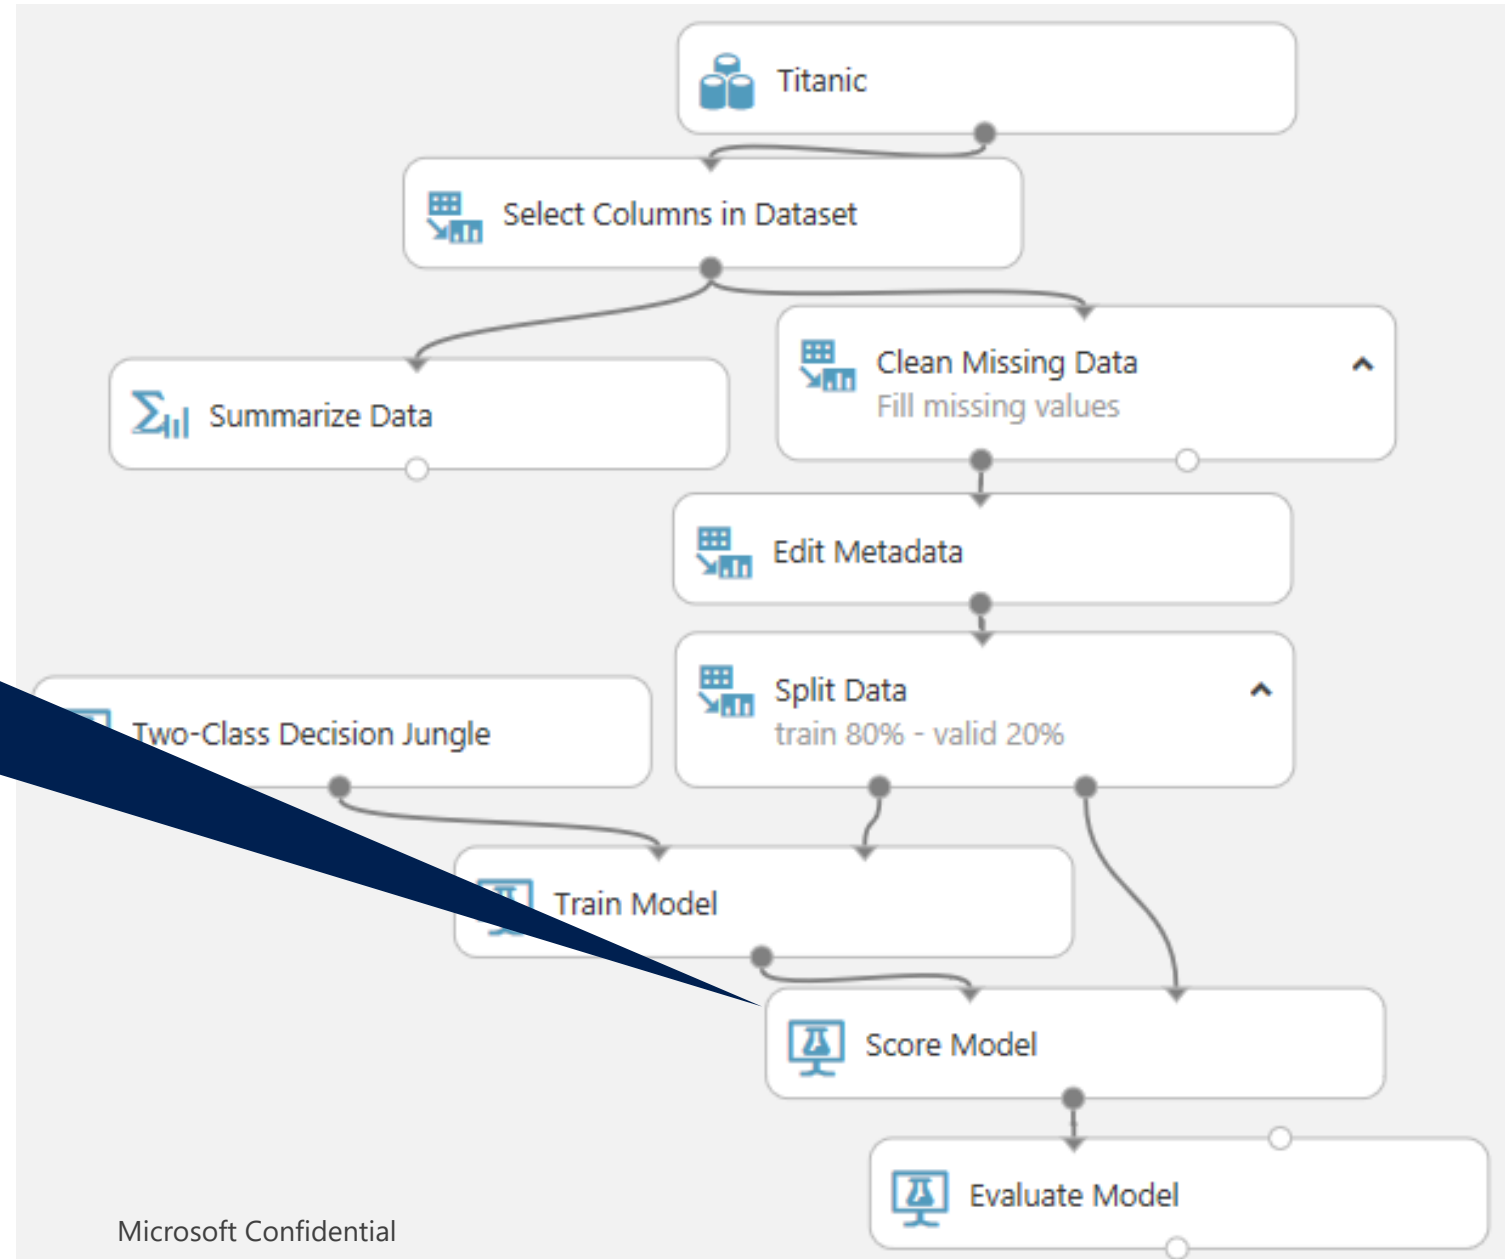 Titanic
Select Columns in Dataset
Summarize Data
Clean Missing Data
Fill missing values
Edit Metadata
Split Data
train 80% - valid 20%
Two-Class Decision Jungle
Train Model
Score Model
Evaluate Model
Microsoft Confidential